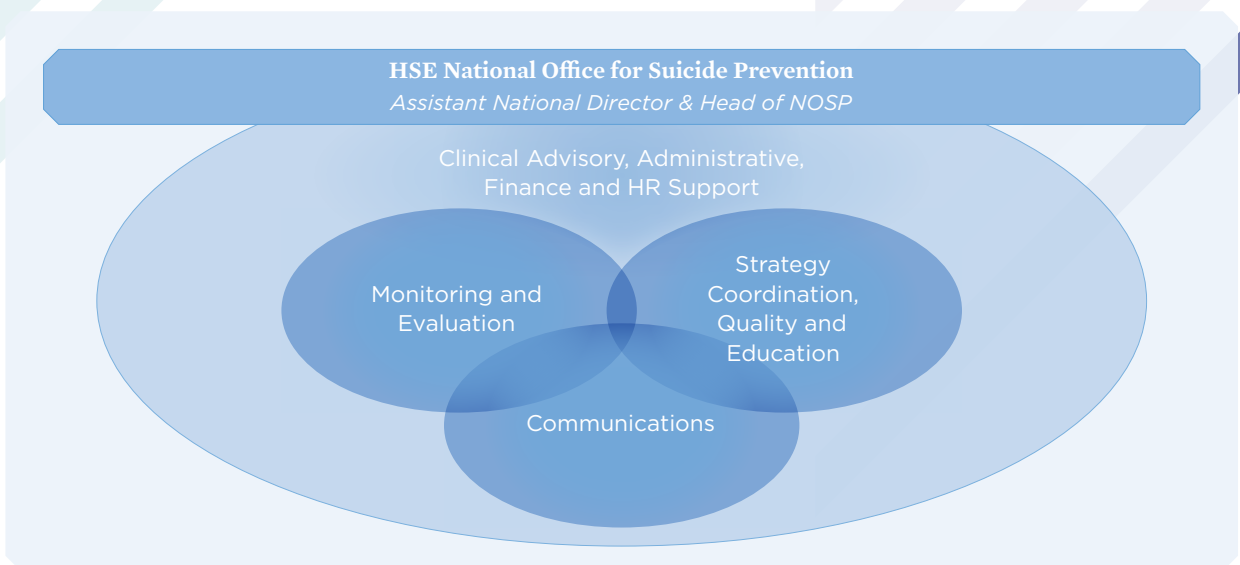 HSE National Office for Suicide Prevention
Assistant National Director & Head of NOSP
Clinical Advisory, Administrative,
Finance and HR Support
Monitoring and
Evaluation
Strategy
Coordination,
Quality and
Education
Communications